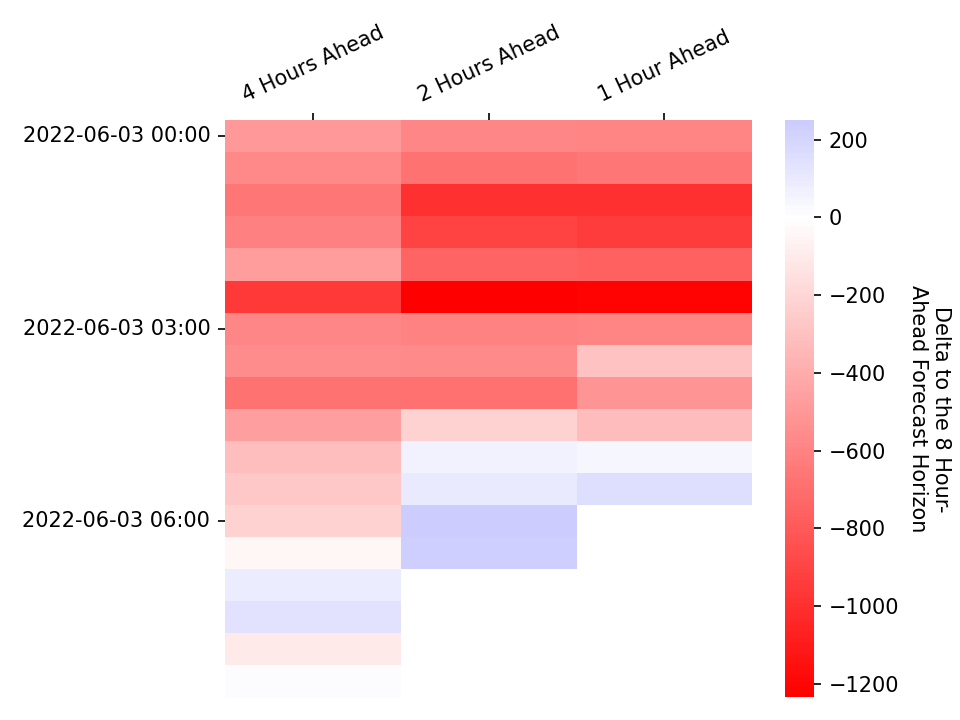 4 Hours Ahead
2 Hours Ahead
1 Hour Ahead
2022-06-03 00:00
2022-06-03 03:00
2022-06-03 06:00
200
0
−200
−400
−600
−800
−1000
−1200
Delta to the 8 Hour-
Ahead Forecast Horizon